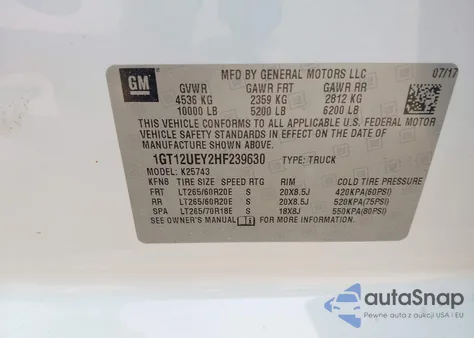 GM
MFD BY GENERAL MOTORS LLC
07/17
GVWR GAWR FRT GAWR RR
4536 KG 2359 KG 2812 KG
10000 LB 5200 LB 6200 LB
THIS VEHICLE CONFORMS TO ALL APPLICABLE U.S. FEDERAL MOTOR
VEHICLE SAFETY STANDARDS IN EFFECT ON THE DATE OF
MANUFACTURE SHOWN ABOVE.
1GT12UEY2HF239630 TYPE: TRUCK
MODEL: K25743
KFN8 TIRE SIZE SPEED RTG RIM COLD TIRE PRESSURE
FRT LT265/60R20E S 20X8.5J 420KPA(60PSI)
RR LT265/60R20E S 20X8.5J 520KPA(75PSI)
SPA LT265/70R18E S 18X8J 550KPA(80PSI)
SEE OWNER'S MANUAL FOR MORE INFORMATION
autoSnap
Pewne auta z aukcji USA i EU